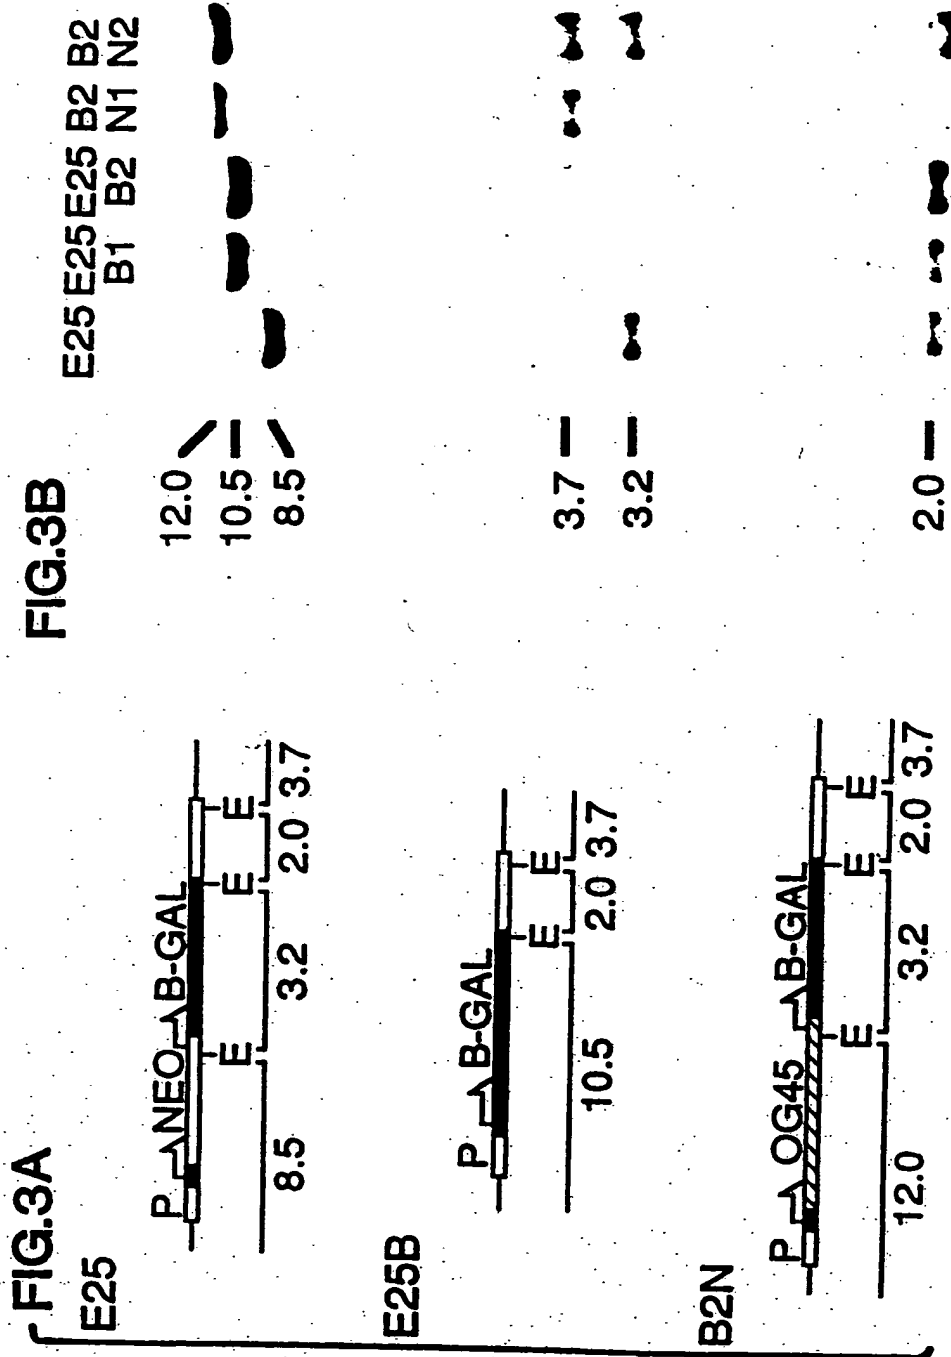 FIG.3A
E25
P NEO B-GAL
E E E
8.5 3.2 2.0 3.7
E25B
P B-GAL
E E
10.5 2.0 3.7
B2N
P OG45 B-GAL
E E E
12.0 3.2 2.0 3.7
FIG.3B
E25 E25 E25 B2 B2
B1 B2 N1 N2
12.0
10.5
8.5
3.7
3.2
2.0